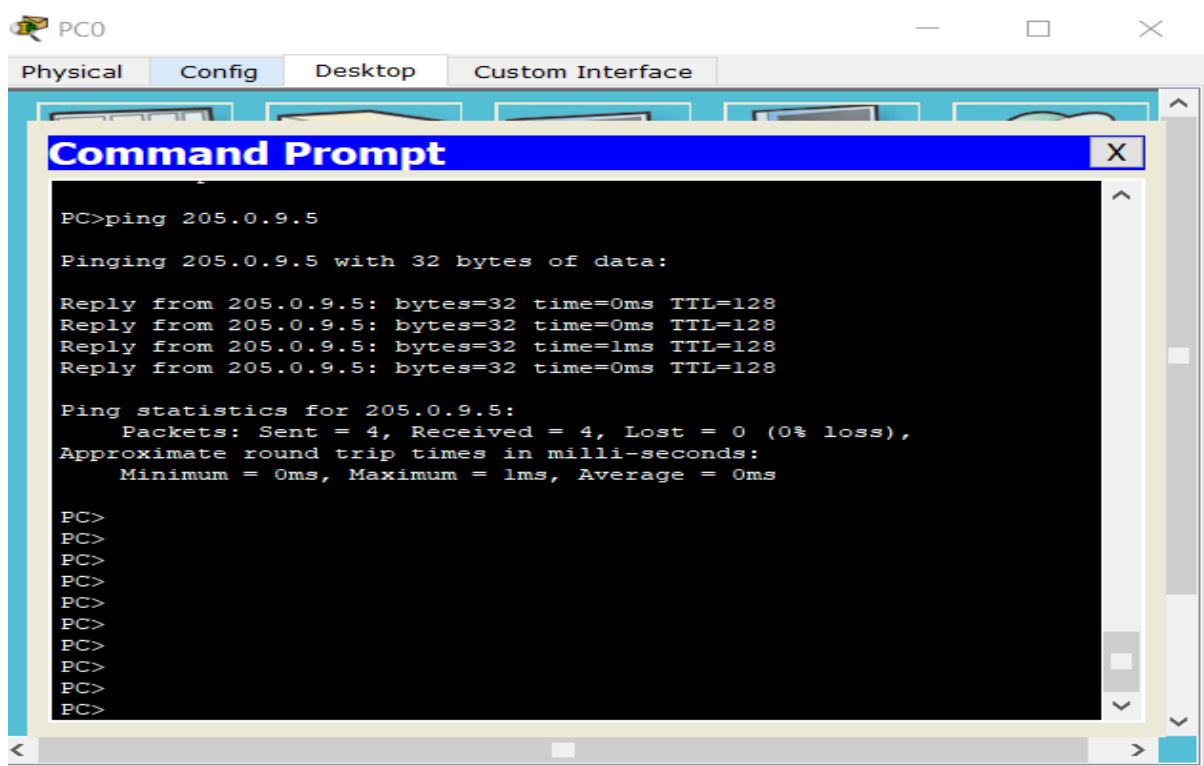 PC0
Physical Config Desktop Custom Interface
Command Prompt X
PC>ping 205.0.9.5
Pinging 205.0.9.5 with 32 bytes of data:
Reply from 205.0.9.5: bytes=32 time=0ms TTL=128
Reply from 205.0.9.5: bytes=32 time=0ms TTL=128
Reply from 205.0.9.5: bytes=32 time=1ms TTL=128
Reply from 205.0.9.5: bytes=32 time=0ms TTL=128
Ping statistics for 205.0.9.5:
Packets: Sent = 4, Received = 4, Lost = 0 (0% loss),
Approximate round trip times in milli-seconds:
Minimum = 0ms, Maximum = 1ms, Average = 0ms
PC>
PC>
PC>
PC>
PC>
PC>
PC>
PC>
PC>
PC>